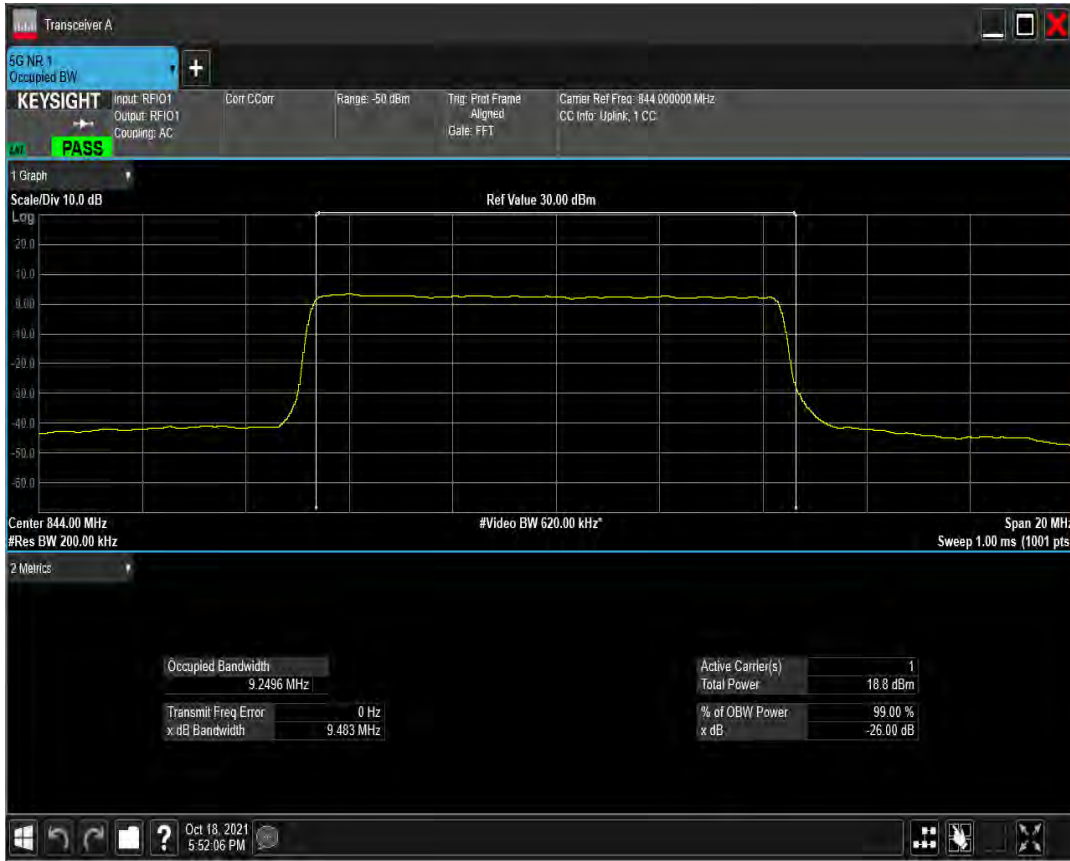 Transceiver A
5G NR 1
Occupied BW
+
KEYSIGHT
Input: RFIO1
Output: RFIO1
Coupling: AC
Corr CCorr
Range: -50 dBm
Trig: Prot Frame
Aligned
Gate: FFT
Carrier Ref Freq: 844.000000 MHz
CC Info: Uplink, 1 CC
PASS
1 Graph
Scale/Div 10.0 dB
Ref Value 30.00 dBm
Log
20.0
10.0
0.00
-10.0
-20.0
-30.0
-40.0
-50.0
-60.0
Center 844.00 MHz
#Video BW 620.00 kHz*
Span 20 MHz
#Res BW 200.00 kHz
Sweep 1.00 ms (1001 pts
2 Metrics
Occupied Bandwidth
9.2496 MHz
Transmit Freq Error 0 Hz
x dB Bandwidth 9.483 MHz
Active Carrier(s) 1
Total Power 18.8 dBm
% of OBW Power 99.00 %
x dB -26.00 dB
?
Oct 18, 2021
5:52:06 PM